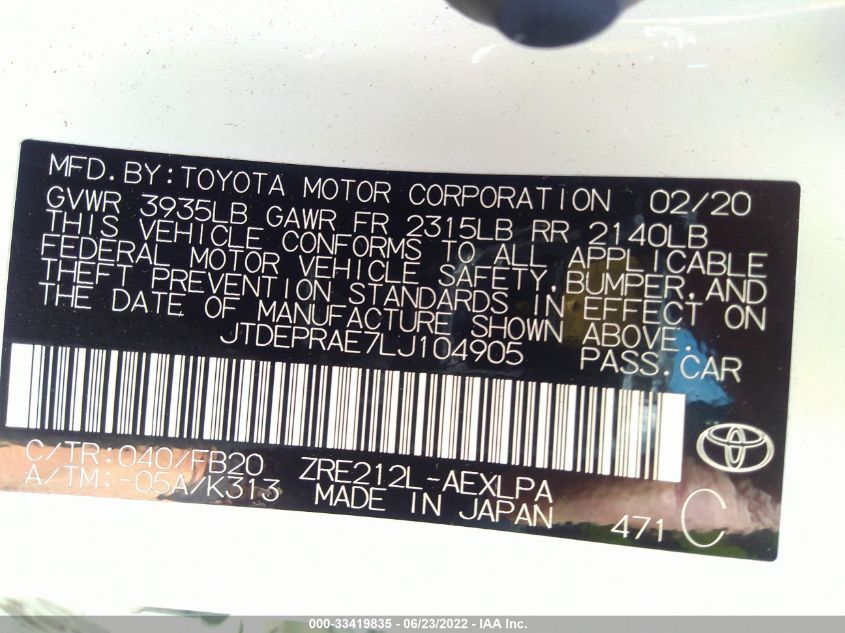 MFD.BY:TOYOTA MOTOR CORPORATION 02/20
GVWR 3935LB GAWR FR 2315LB RR 2140LB
THIS VEHICLE CONFORMS TO ALL APPLICABLE
FEDERAL MOTOR VEHICLE SAFETY,BUMPER,AND
THEFT PREVENTION STANDARDS IN EFFECT ON
THE DATE OF MANUFACTURE SHOWN ABOVE.
JTDEPRAE7LJ104905 PASS.CAR
C/TR:040/FB20 ZRE212L-AEXLPA
A/TM:-05A/K313 MADE IN JAPAN
471 C
000-33419835 - 06/23/2022 - IAA Inc.